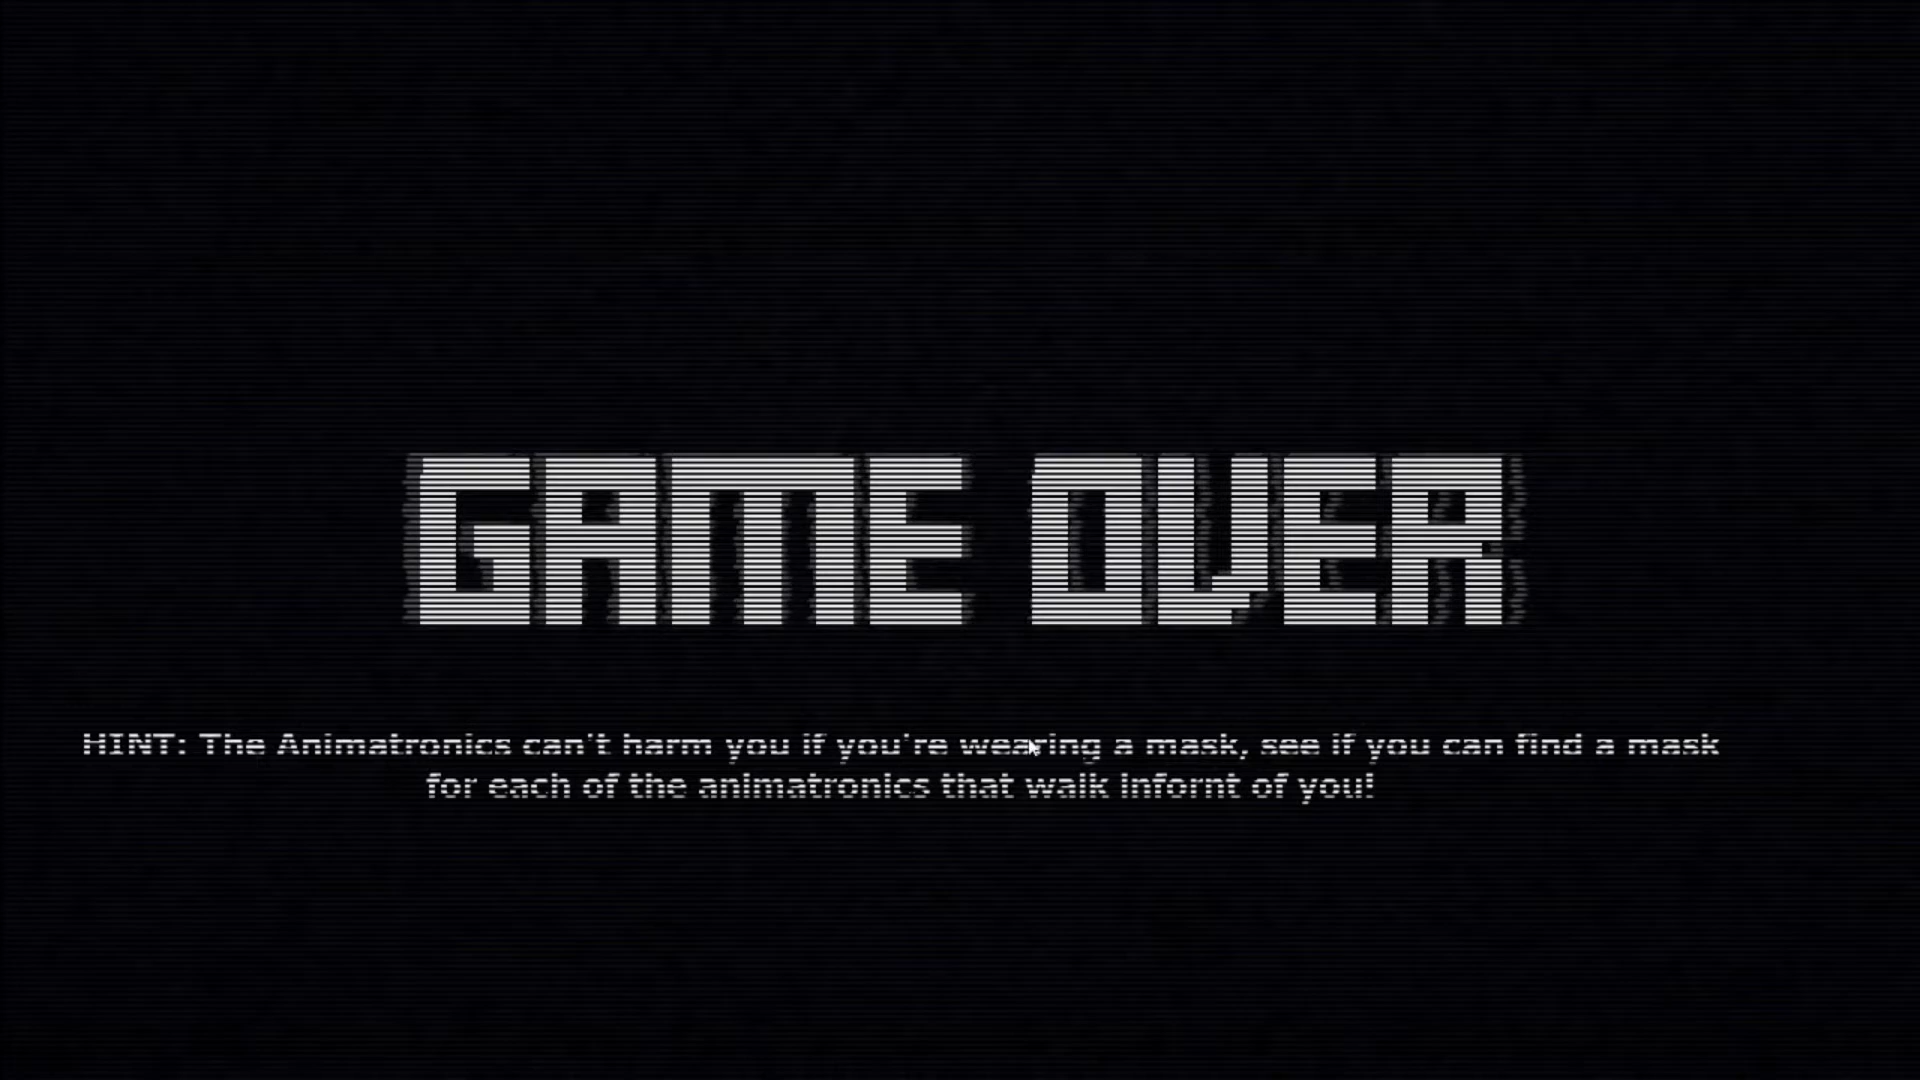 GAME OVER
HINT: The Animatronics can't harm you if you're wearing a mask, see if you can find a mask
for each of the animatronics that walk infornt of you!